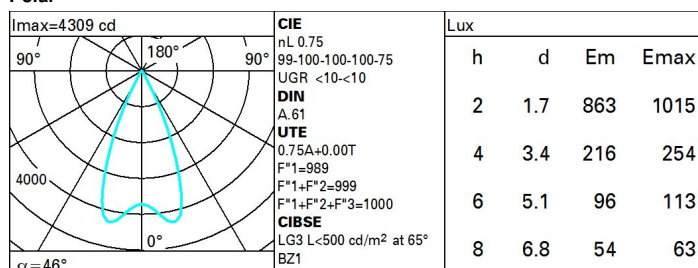 Imax=4309 cd
90°
180°
90°
4000
0°
α=46°
CIE
nL 0.75
99-100-100-100-75
UGR <10-<10
DIN
A.61
UTE
0.75A+0.00T
F"1=989
F"1+F"2=999
F"1+F"2+F"3=1000
CIBSE
LG3 L<500 cd/m² at 65°
BZ1
Lux
h d Em Emax
2 1.7 863 1015
4 3.4 216 254
6 5.1 96 113
8 6.8 54 63